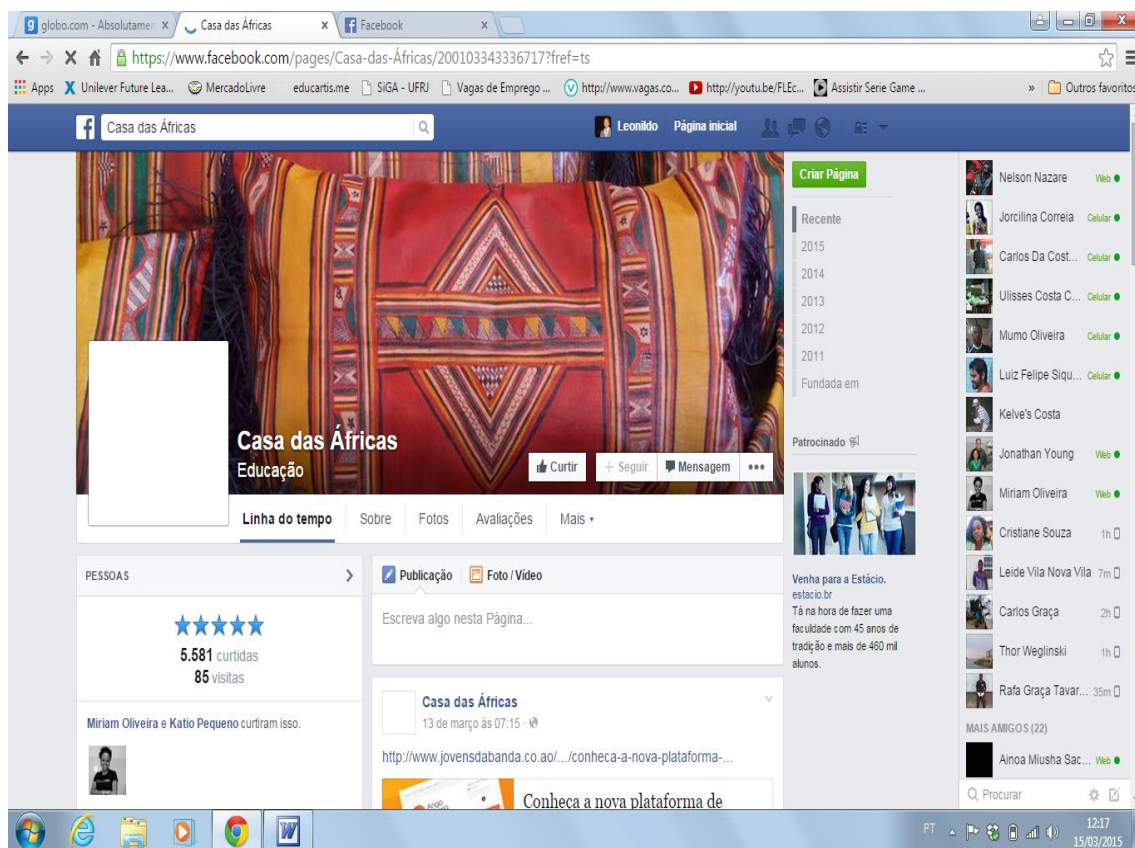 globo.com - Absolutamen
Casa das Áfricas
Facebook
https://www.facebook.com/pages/Casa-das-Áfricas/200103343336717?fref=ts
Apps Unilever Future Lea... MercadoLivre educartis.me SiGA - UFRJ Vagas de Emprego ... http://www.vagas.co... http://youtu.be/FLEc... Assistir Serie Game ... » Outros favoritos
Casa das Áfricas
Leonildo Página inicial
Criar Página
Recente
2015
2014
2013
2012
2011
Fundada em
Casa das Áfricas
Educação
Curtir + Seguir Mensagem •••
Linha do tempo Sobre Fotos Avaliações Mais
PESSOAS
5.581 curtidas
85 visitas
Miriam Oliveira e Katio Pequeno curtiram isso.
Publicação Foto / Vídeo
Escreva algo nesta Página...
Casa das Áfricas
13 de março às 07:15 ·
http://www.jovensdabanda.co.ao/.../conheca-a-nova-plataforma-...
Conheça a nova plataforma de
Patrocinado
Venha para a Estácio.
estacio.br
Tá na hora de fazer uma
faculdade com 45 anos de
tradição e mais de 460 mil
alunos.
Nelson Nazare Web
Jorcilina Correia Celular
Carlos Da Cost... Celular
Ulisses Costa C... Celular
Mumo Oliveira Celular
Luiz Felipe Siqu... Celular
Kelve's Costa
Jonathan Young Web
Miriam Oliveira Web
Cristiane Souza 1h
Leide Vila Nova Vila 7m
Carlos Graça 2h
Thor Weglinski 1h
Rafa Graça Tavar... 35m
MAIS AMIGOS (22)
Ainoa Miusha Sac... Web
Procurar
PT
12:17
15/03/2015